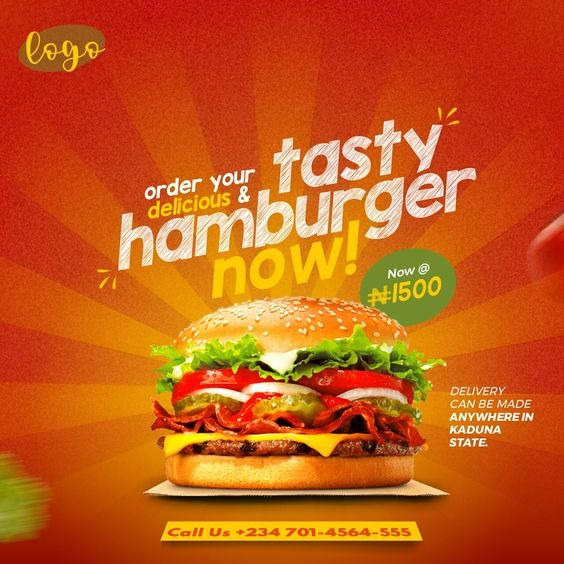 logo
order your
delicious &
tasty
hamburger
now!
Now @
₦1500
DELIVERY
CAN BE MADE
ANYWHERE IN
KADUNA
STATE.
Call Us +234 701-4564-555